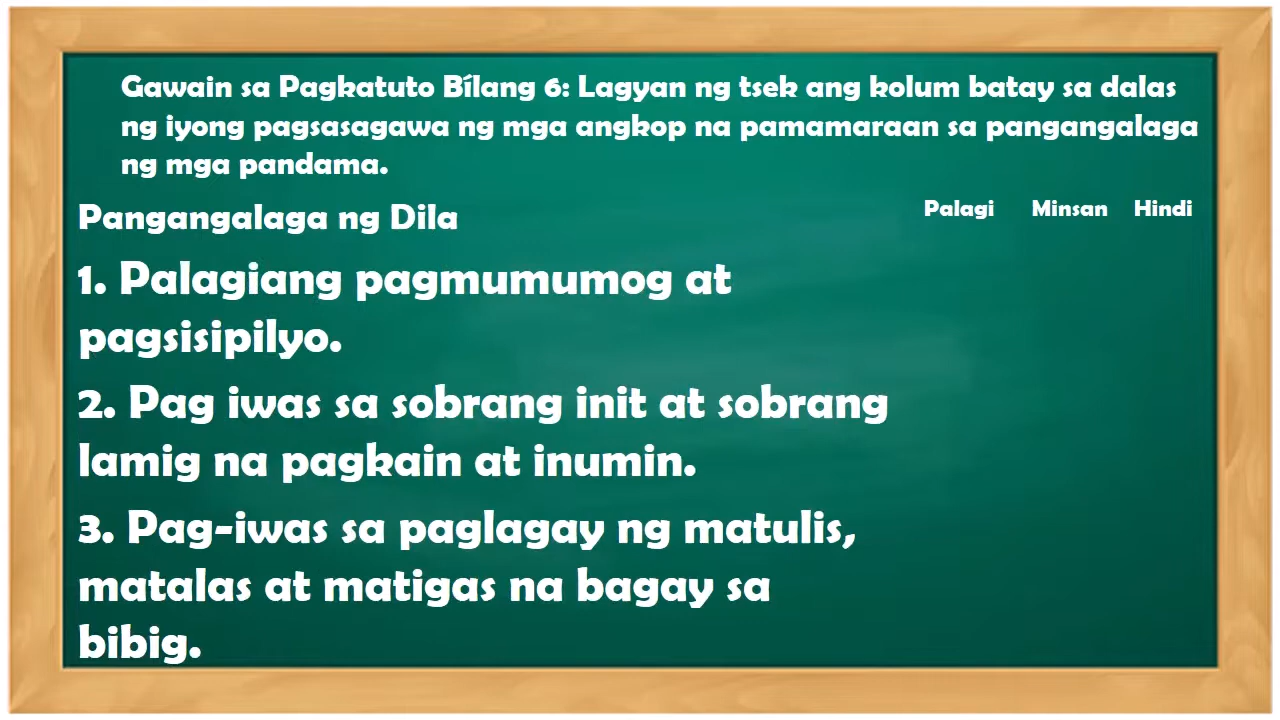 Gawain sa Pagkatuto Bílang 6: Lagyan ng tsek ang kolum batay sa dalas
ng iyong pagsasagawa ng mga angkop na pamamaraan sa pangangalaga
ng mga pandama.
Pangangalaga ng Dila
Palagi Minsan Hindi
1. Palagiang pagmumumog at
pagsisipilyo.
2. Pag iwas sa sobrang init at sobrang
lamig na pagkain at inumin.
3. Pag-iwas sa paglagay ng matulis,
matalas at matigas na bagay sa
bibig.